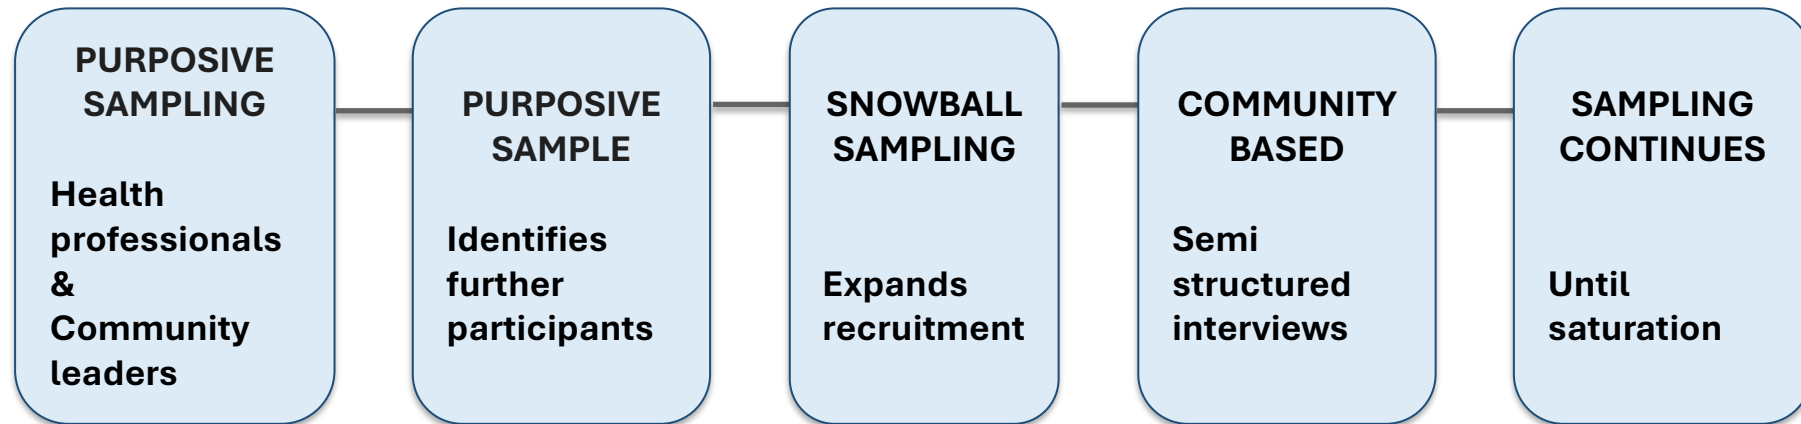 PURPOSIVE
SAMPLING
Health
professionals
&
Community
leaders
PURPOSIVE
SAMPLE
Identifies
further
participants
SNOWBALL
SAMPLING
Expands
recruitment
COMMUNITY
BASED
Semi
structured
interviews
SAMPLING
CONTINUES
Until
saturation